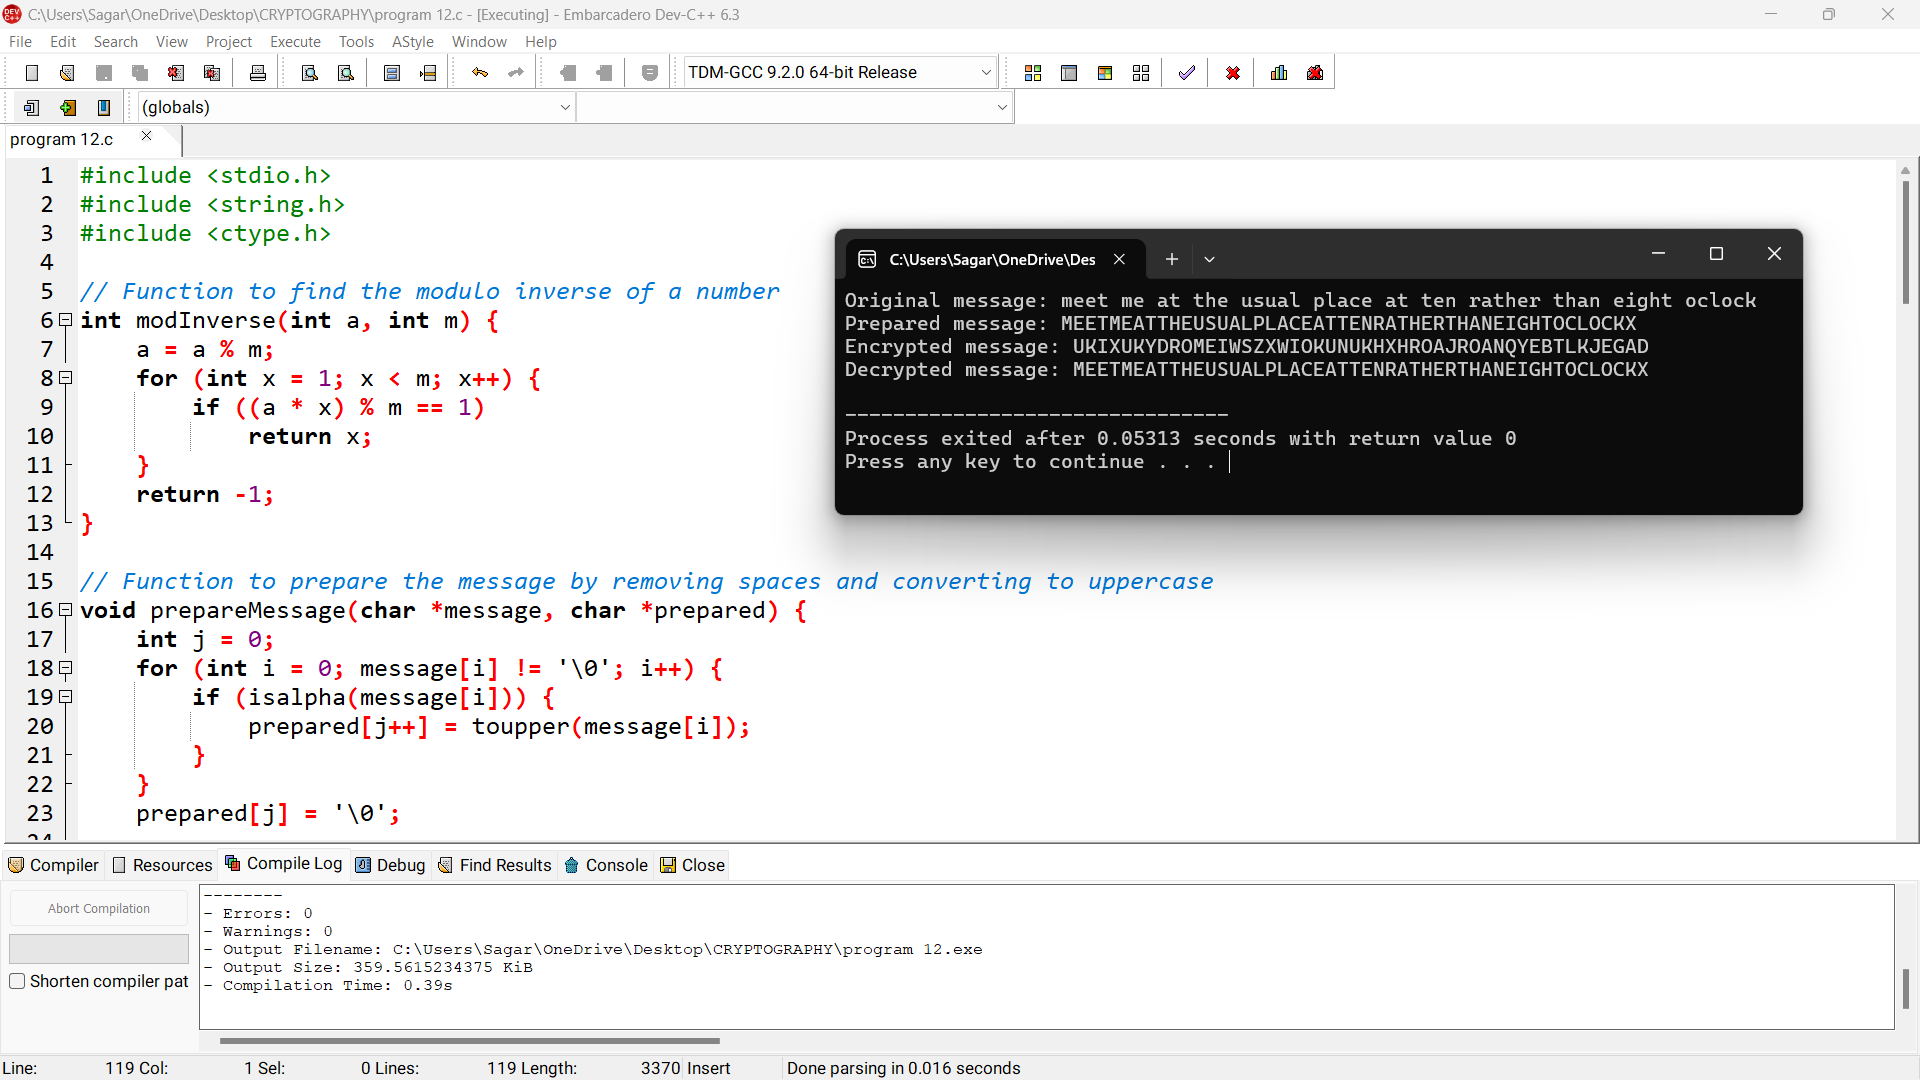 C:\Users\Sagar\OneDrive\Desktop\CRYPTOGRAPHY\program 12.c - [Executing] - Embarcadero Dev-C++ 6.3
File Edit Search View Project Execute Tools AStyle Window Help
TDM-GCC 9.2.0 64-bit Release
(globals)
program 12.c
1 #include <stdio.h>
2 #include <string.h>
3 #include <ctype.h>
4
5 // Function to find the modulo inverse of a number
6 int modInverse(int a, int m) {
7     a = a % m;
8     for (int x = 1; x < m; x++) {
9         if ((a * x) % m == 1)
10             return x;
11     }
12     return -1;
13 }
14
15 // Function to prepare the message by removing spaces and converting to uppercase
16 void prepareMessage(char *message, char *prepared) {
17     int j = 0;
18     for (int i = 0; message[i] != '\0'; i++) {
19         if (isalpha(message[i])) {
20             prepared[j++] = toupper(message[i]);
21         }
22     }
23     prepared[j] = '\0';
24
C:\Users\Sagar\OneDrive\Des
Original message: meet me at the usual place at ten rather than eight oclock
Prepared message: MEETMEATTHEUSUALPLACEATTENRATHERTHANEIGHTOCLOCKX
Encrypted message: UKIXUKYDROMEIWSZXWIOKUNUKHXHROAJROANQYEBTLKJEGAD
Decrypted message: MEETMEATTHEUSUALPLACEATTENRATHERTHANEIGHTOCLOCKX
--------------------------------
Process exited after 0.05313 seconds with return value 0
Press any key to continue . . .
Compiler Resources Compile Log Debug Find Results Console Close
Abort Compilation
Shorten compiler pat
--------
- Errors: 0
- Warnings: 0
- Output Filename: C:\Users\Sagar\OneDrive\Desktop\CRYPTOGRAPHY\program 12.exe
- Output Size: 359.5615234375 KiB
- Compilation Time: 0.39s
Line: 119 Col: 1 Sel: 0 Lines: 119 Length: 3370 Insert Done parsing in 0.016 seconds